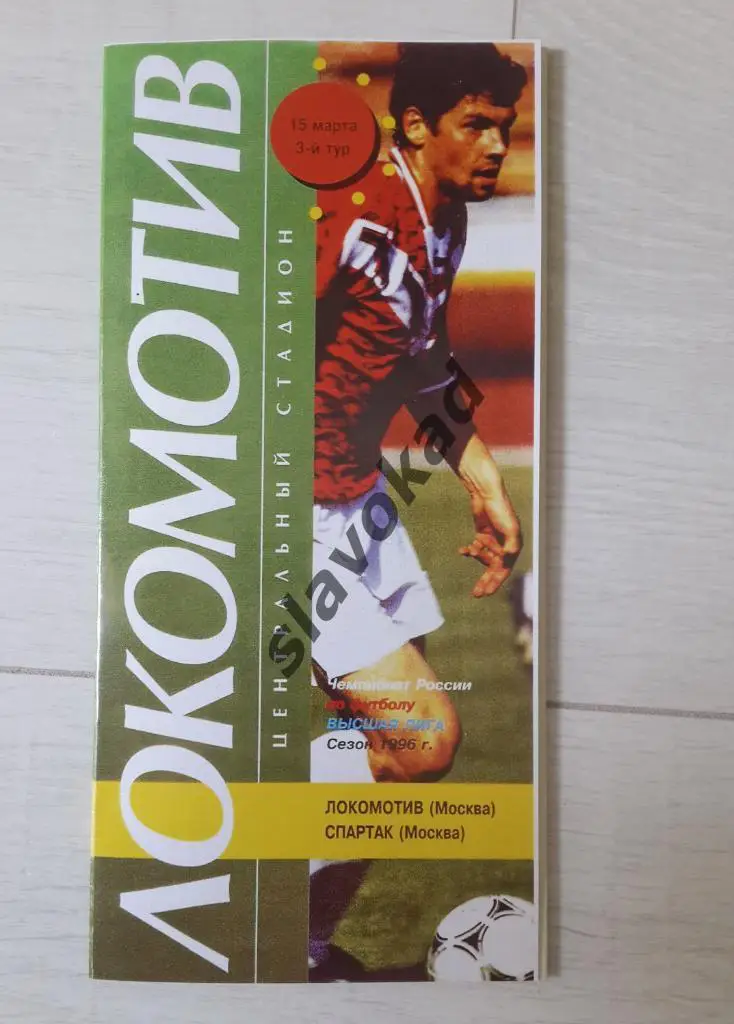 ЛОКОМОТИВ
ЦЕНТРАЛЬНЫЙ СТАДИОН
15 марта
3-й тур
Чемпионат России
по футболу
ВЫСШАЯ ЛИГА
Сезон 1996 г.
ЛОКОМОТИВ (Москва)
СПАРТАК (Москва)
slavokad